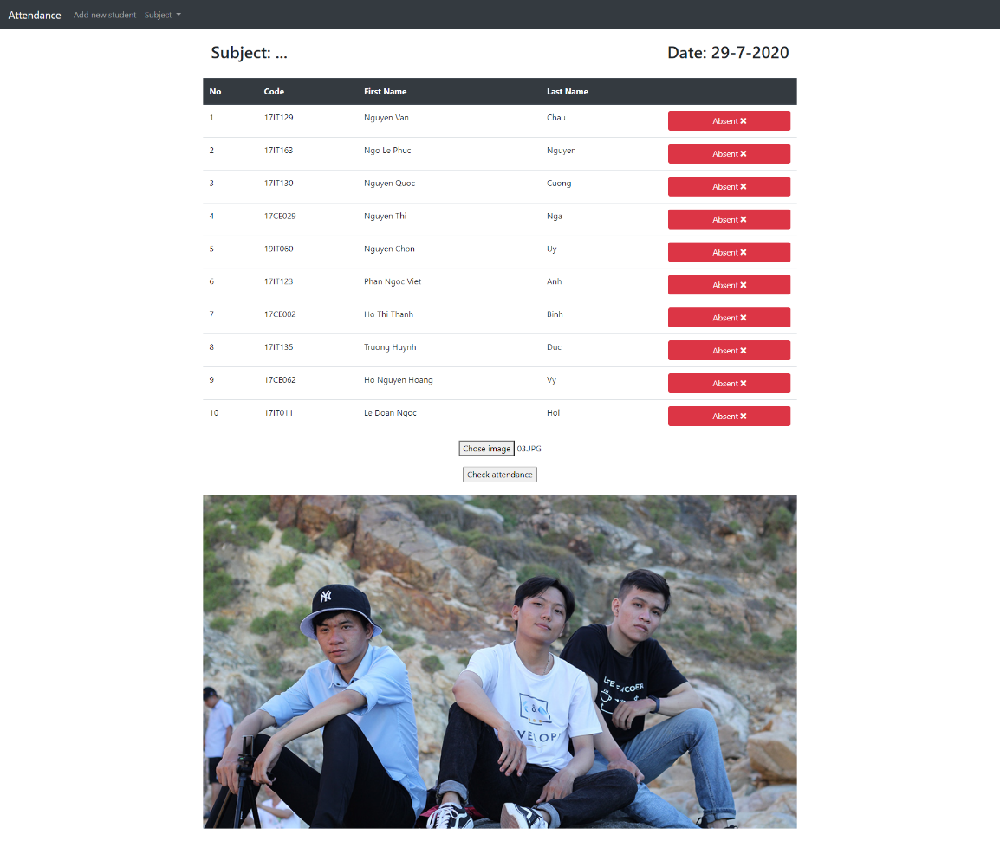 Attendance Add new student Subject
Subject: ... Date: 29-7-2020
No Code First Name Last Name
1 17IT129 Nguyen Van Chau Absent
2 17IT163 Ngo Le Phuc Nguyen Absent
3 17IT130 Nguyen Quoc Cuong Absent
4 17CE029 Nguyen Thi Nga Absent
5 19IT060 Nguyen Chon Uy Absent
6 17IT123 Phan Ngoc Viet Anh Absent
7 17CE002 Ho Thi Thanh Binh Absent
8 17IT135 Truong Huynh Duc Absent
9 17CE062 Ho Nguyen Hoang Vy Absent
10 17IT011 Le Doan Ngoc Hoi Absent
Chose image 03.JPG
Check attendance
NY